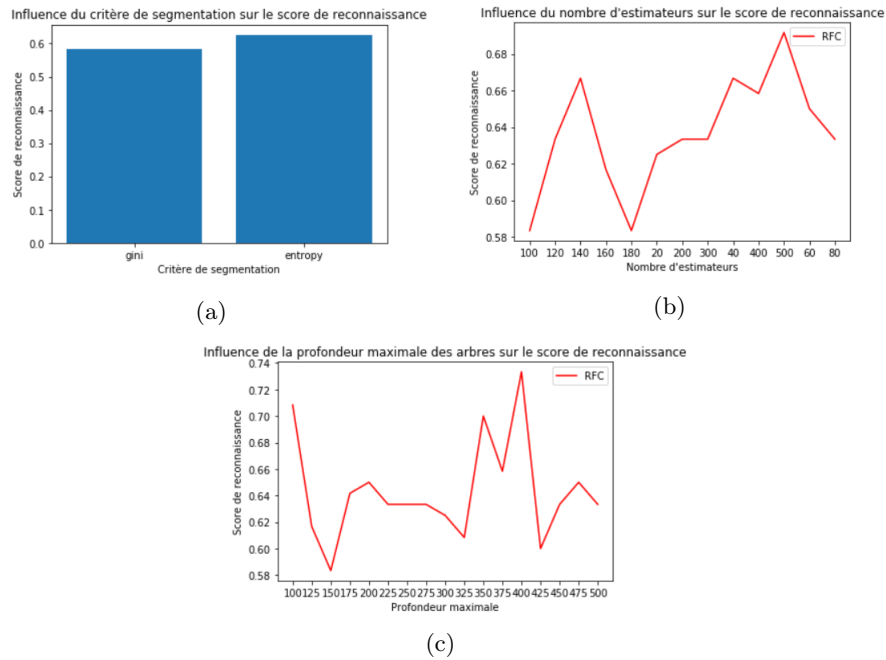 Influence du critère de segmentation sur le score de reconnaissance
Score de reconnaissance
0.6
0.5
0.4
0.3
0.2
0.1
0.0
gini entropy
Critère de segmentation
(a)
Influence du nombre d'estimateurs sur le score de reconnaissance
RFC
Score de reconnaissance
0.68
0.66
0.64
0.62
0.60
0.58
100 120 140 160 180 20 200 300 40 400 500 60 80
Nombre d'estimateurs
(b)
Influence de la profondeur maximale des arbres sur le score de reconnaissance
RFC
Score de reconnaissance
0.74
0.72
0.70
0.68
0.66
0.64
0.62
0.60
0.58
100 125 150 175 200 225 250 275 300 325 350 375 400 425 450 475 500
Profondeur maximale
(c)